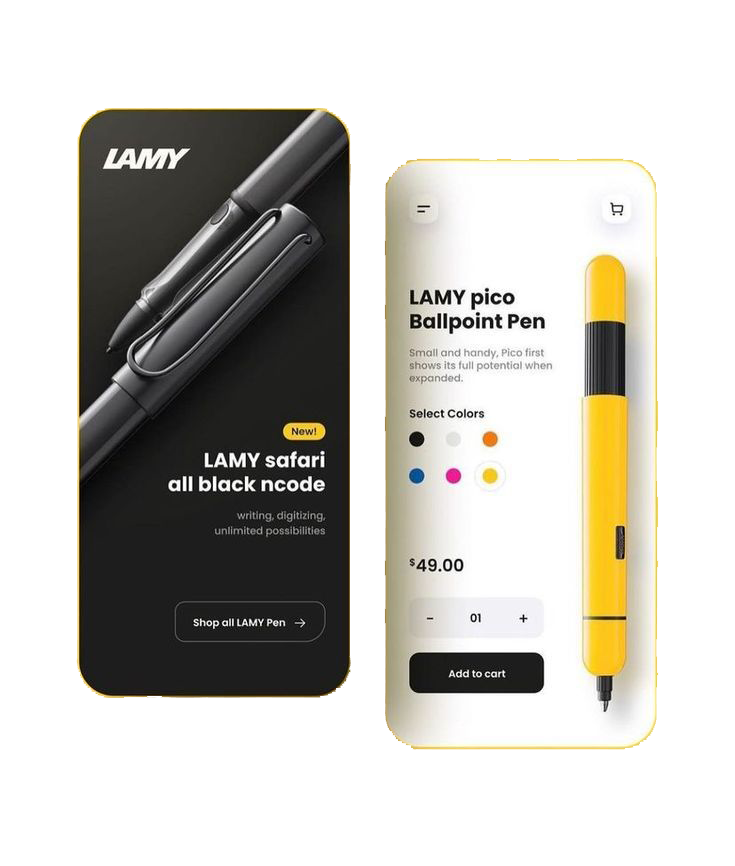 LAMY
New!
LAMY safari
all black ncode
writing, digitizing,
unlimited possibilities
Shop all LAMY Pen →
LAMY pico
Ballpoint Pen
Small and handy, Pico first
shows its full potential when
expanded.
Select Colors
$49.00
- 01 +
Add to cart